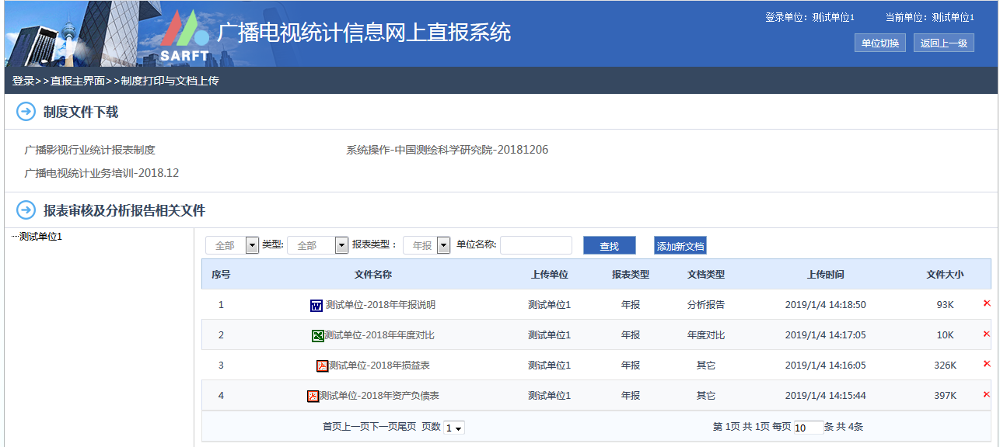 登录单位：测试单位1 当前单位：测试单位1
广播电视统计信息网上直报系统
SARFT
单位切换 返回上一级
登录>>直报主界面>>制度打印与文档上传
制度文件下载
广播影视行业统计报表制度 系统操作-中国测绘科学研究院-20181206
广播电视统计业务培训-2018.12
报表审核及分析报告相关文件
测试单位1
全部 类型: 全部 报表类型： 年报 单位名称: 查找 添加新文档
序号 文件名称 上传单位 报表类型 文档类型 上传时间 文件大小
1 测试单位-2018年年报说明 测试单位1 年报 分析报告 2019/1/4 14:18:50 93K
2 测试单位-2018年年度对比 测试单位1 年报 年度对比 2019/1/4 14:17:05 10K
3 测试单位-2018年损益表 测试单位1 年报 其它 2019/1/4 14:16:05 326K
4 测试单位-2018年资产负债表 测试单位1 年报 其它 2019/1/4 14:15:44 397K
首页上一页下一页尾页 页数 1 第 1页 共 1页 每页 10 条 共 4条